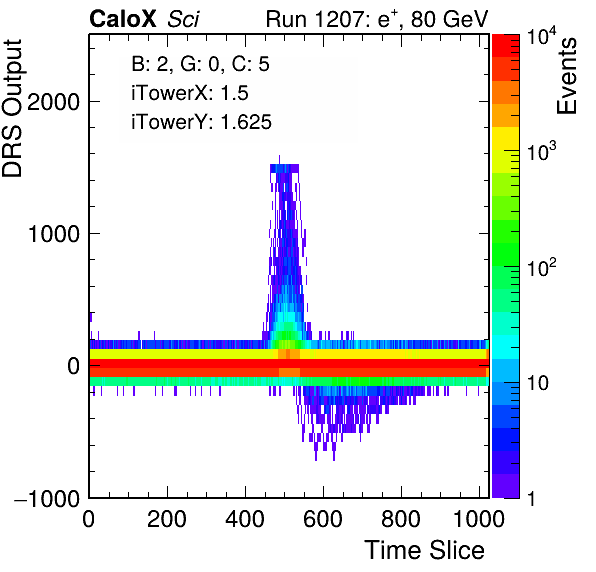 CaloX Sci Run 1207: e⁺, 80 GeV
B: 2, G: 0, C: 5
iTowerX: 1.5
iTowerY: 1.625
DRS Output
2000
1000
0
−1000
0 200 400 600 800 1000
Time Slice
10⁴
10³
10²
10
1
Events